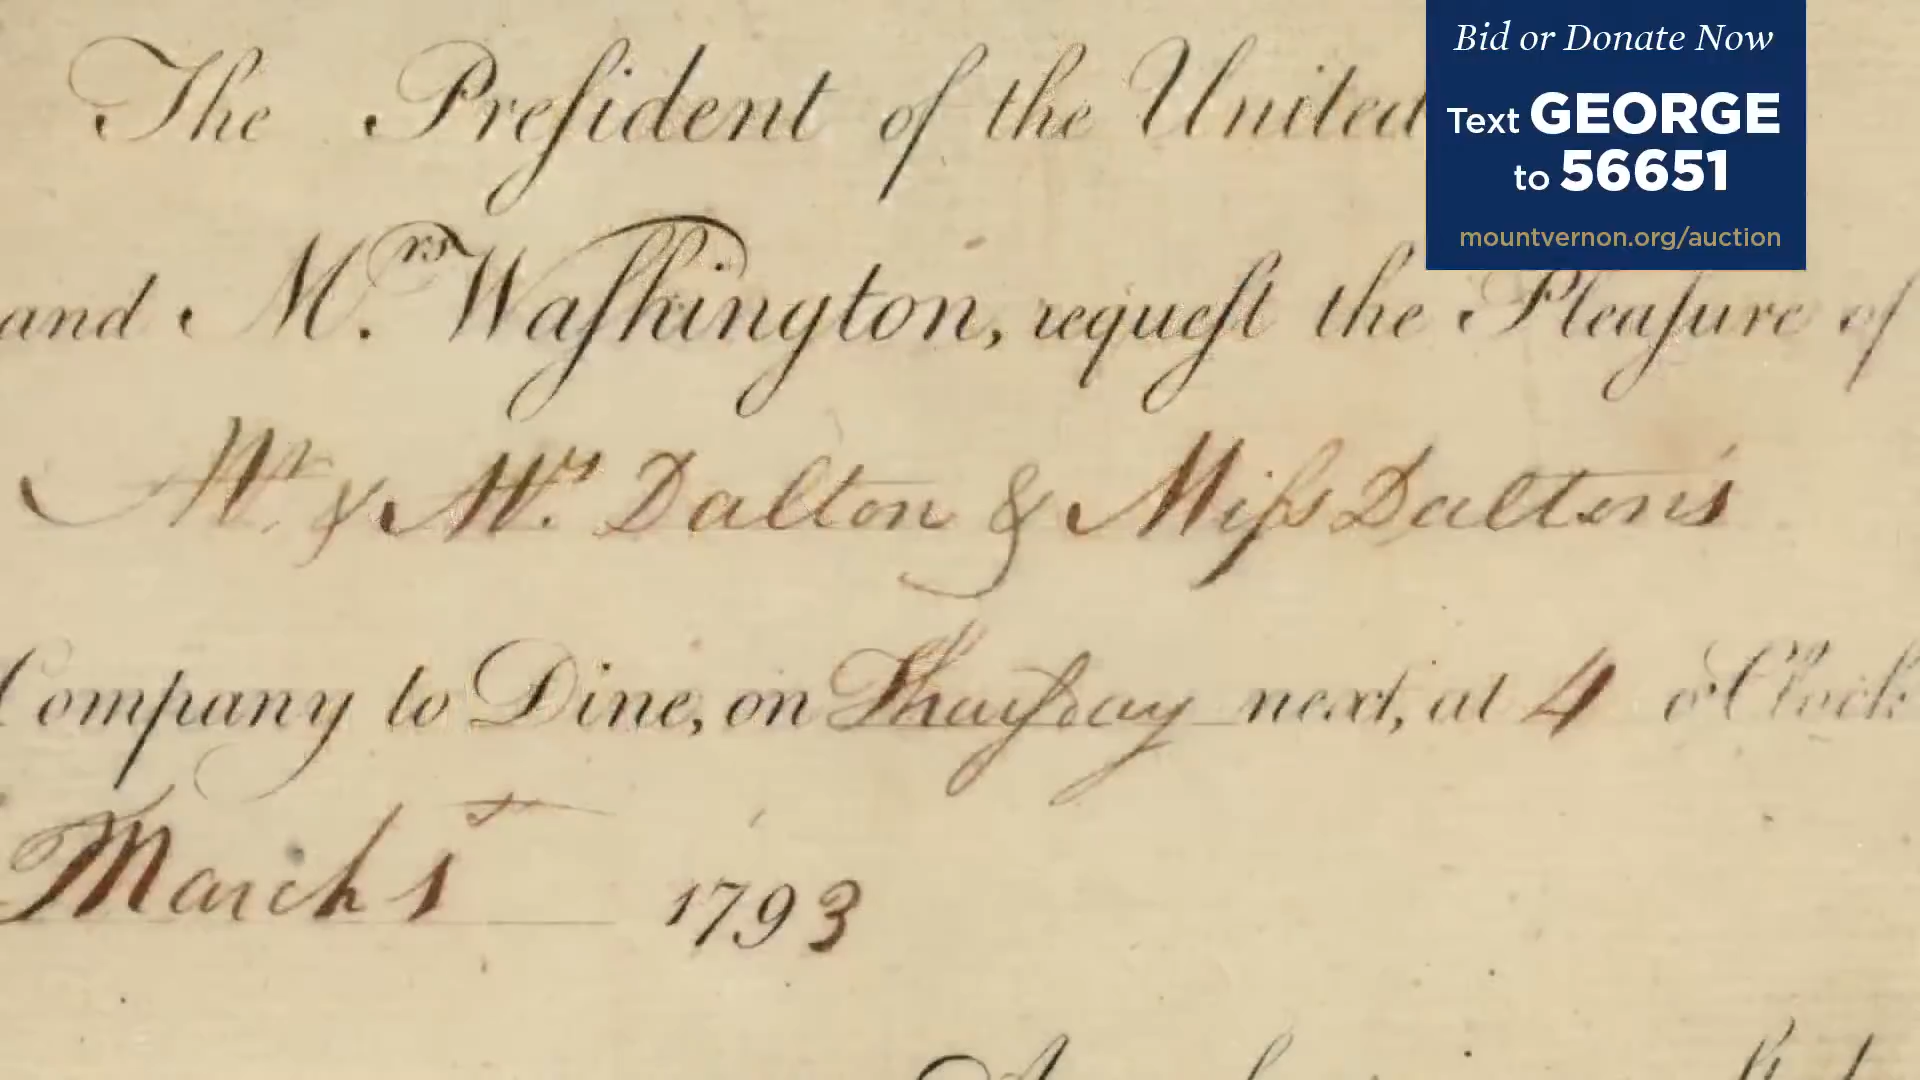 The President of the United
and Mrs. Waſhington, requeſt the Pleaſure of
Mr. & Mrs. Dalton & Miſs Dalton's
Company to Dine, on Thurſday next, at 4 o'Clock
March 1st 1793
Bid or Donate Now
Text GEORGE
to 56651
mountvernon.org/auction